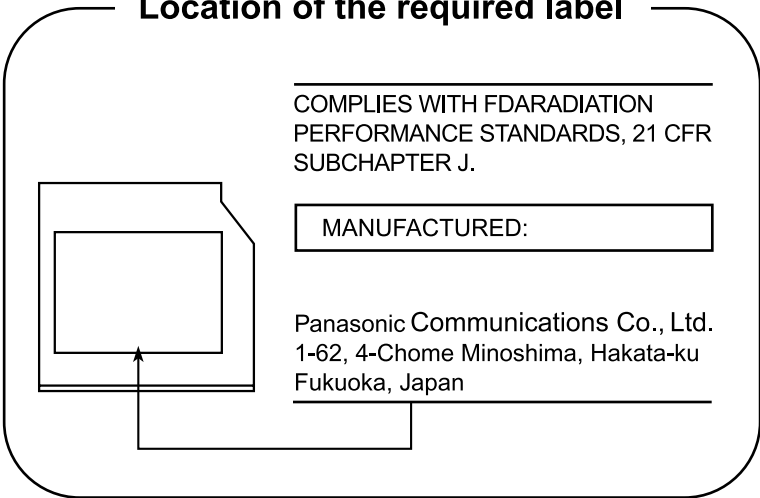 Location of the required label
COMPLIES WITH FDARADIATION
PERFORMANCE STANDARDS, 21 CFR
SUBCHAPTER J.
MANUFACTURED:
Panasonic Communications Co., Ltd.
1-62, 4-Chome Minoshima, Hakata-ku
Fukuoka, Japan